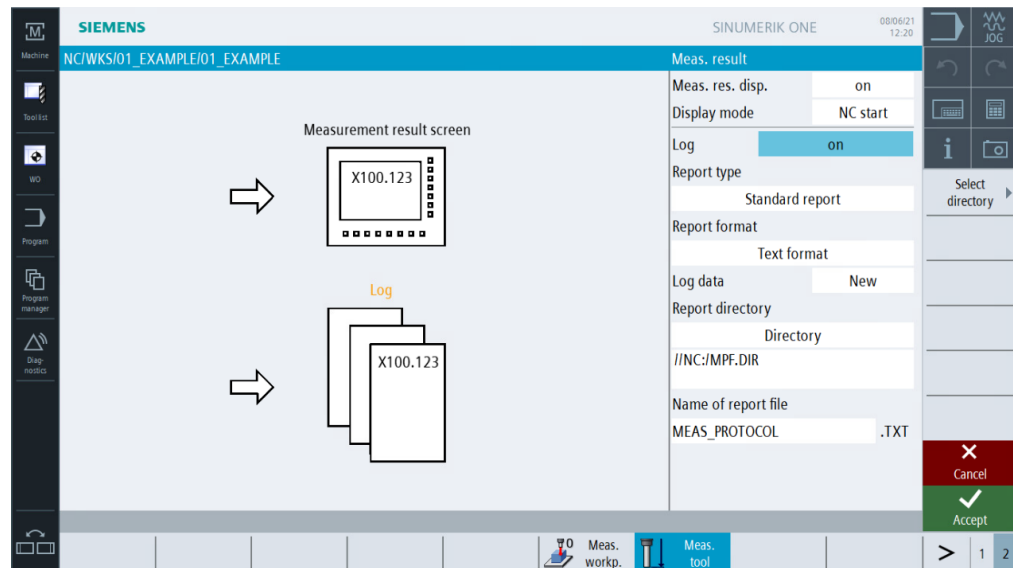 SIEMENS
SINUMERIK ONE
08/06/21
12:20
M
Machine
JOG
NC/WKS/01_EXAMPLE/01_EXAMPLE
Meas. result
Meas. res. disp.
on
Display mode
NC start
Log
on
Report type
Standard report
Report format
Text format
Log data
New
Report directory
Directory
//NC:/MPF.DIR
Name of report file
MEAS_PROTOCOL
.TXT
Measurement result screen
X100.123
Log
X100.123
Tool list
WO
Program
Program
manager
Diag-
nostics
i
Select
directory
Cancel
Accept
Meas.
workp.
Meas.
tool
>
1
2